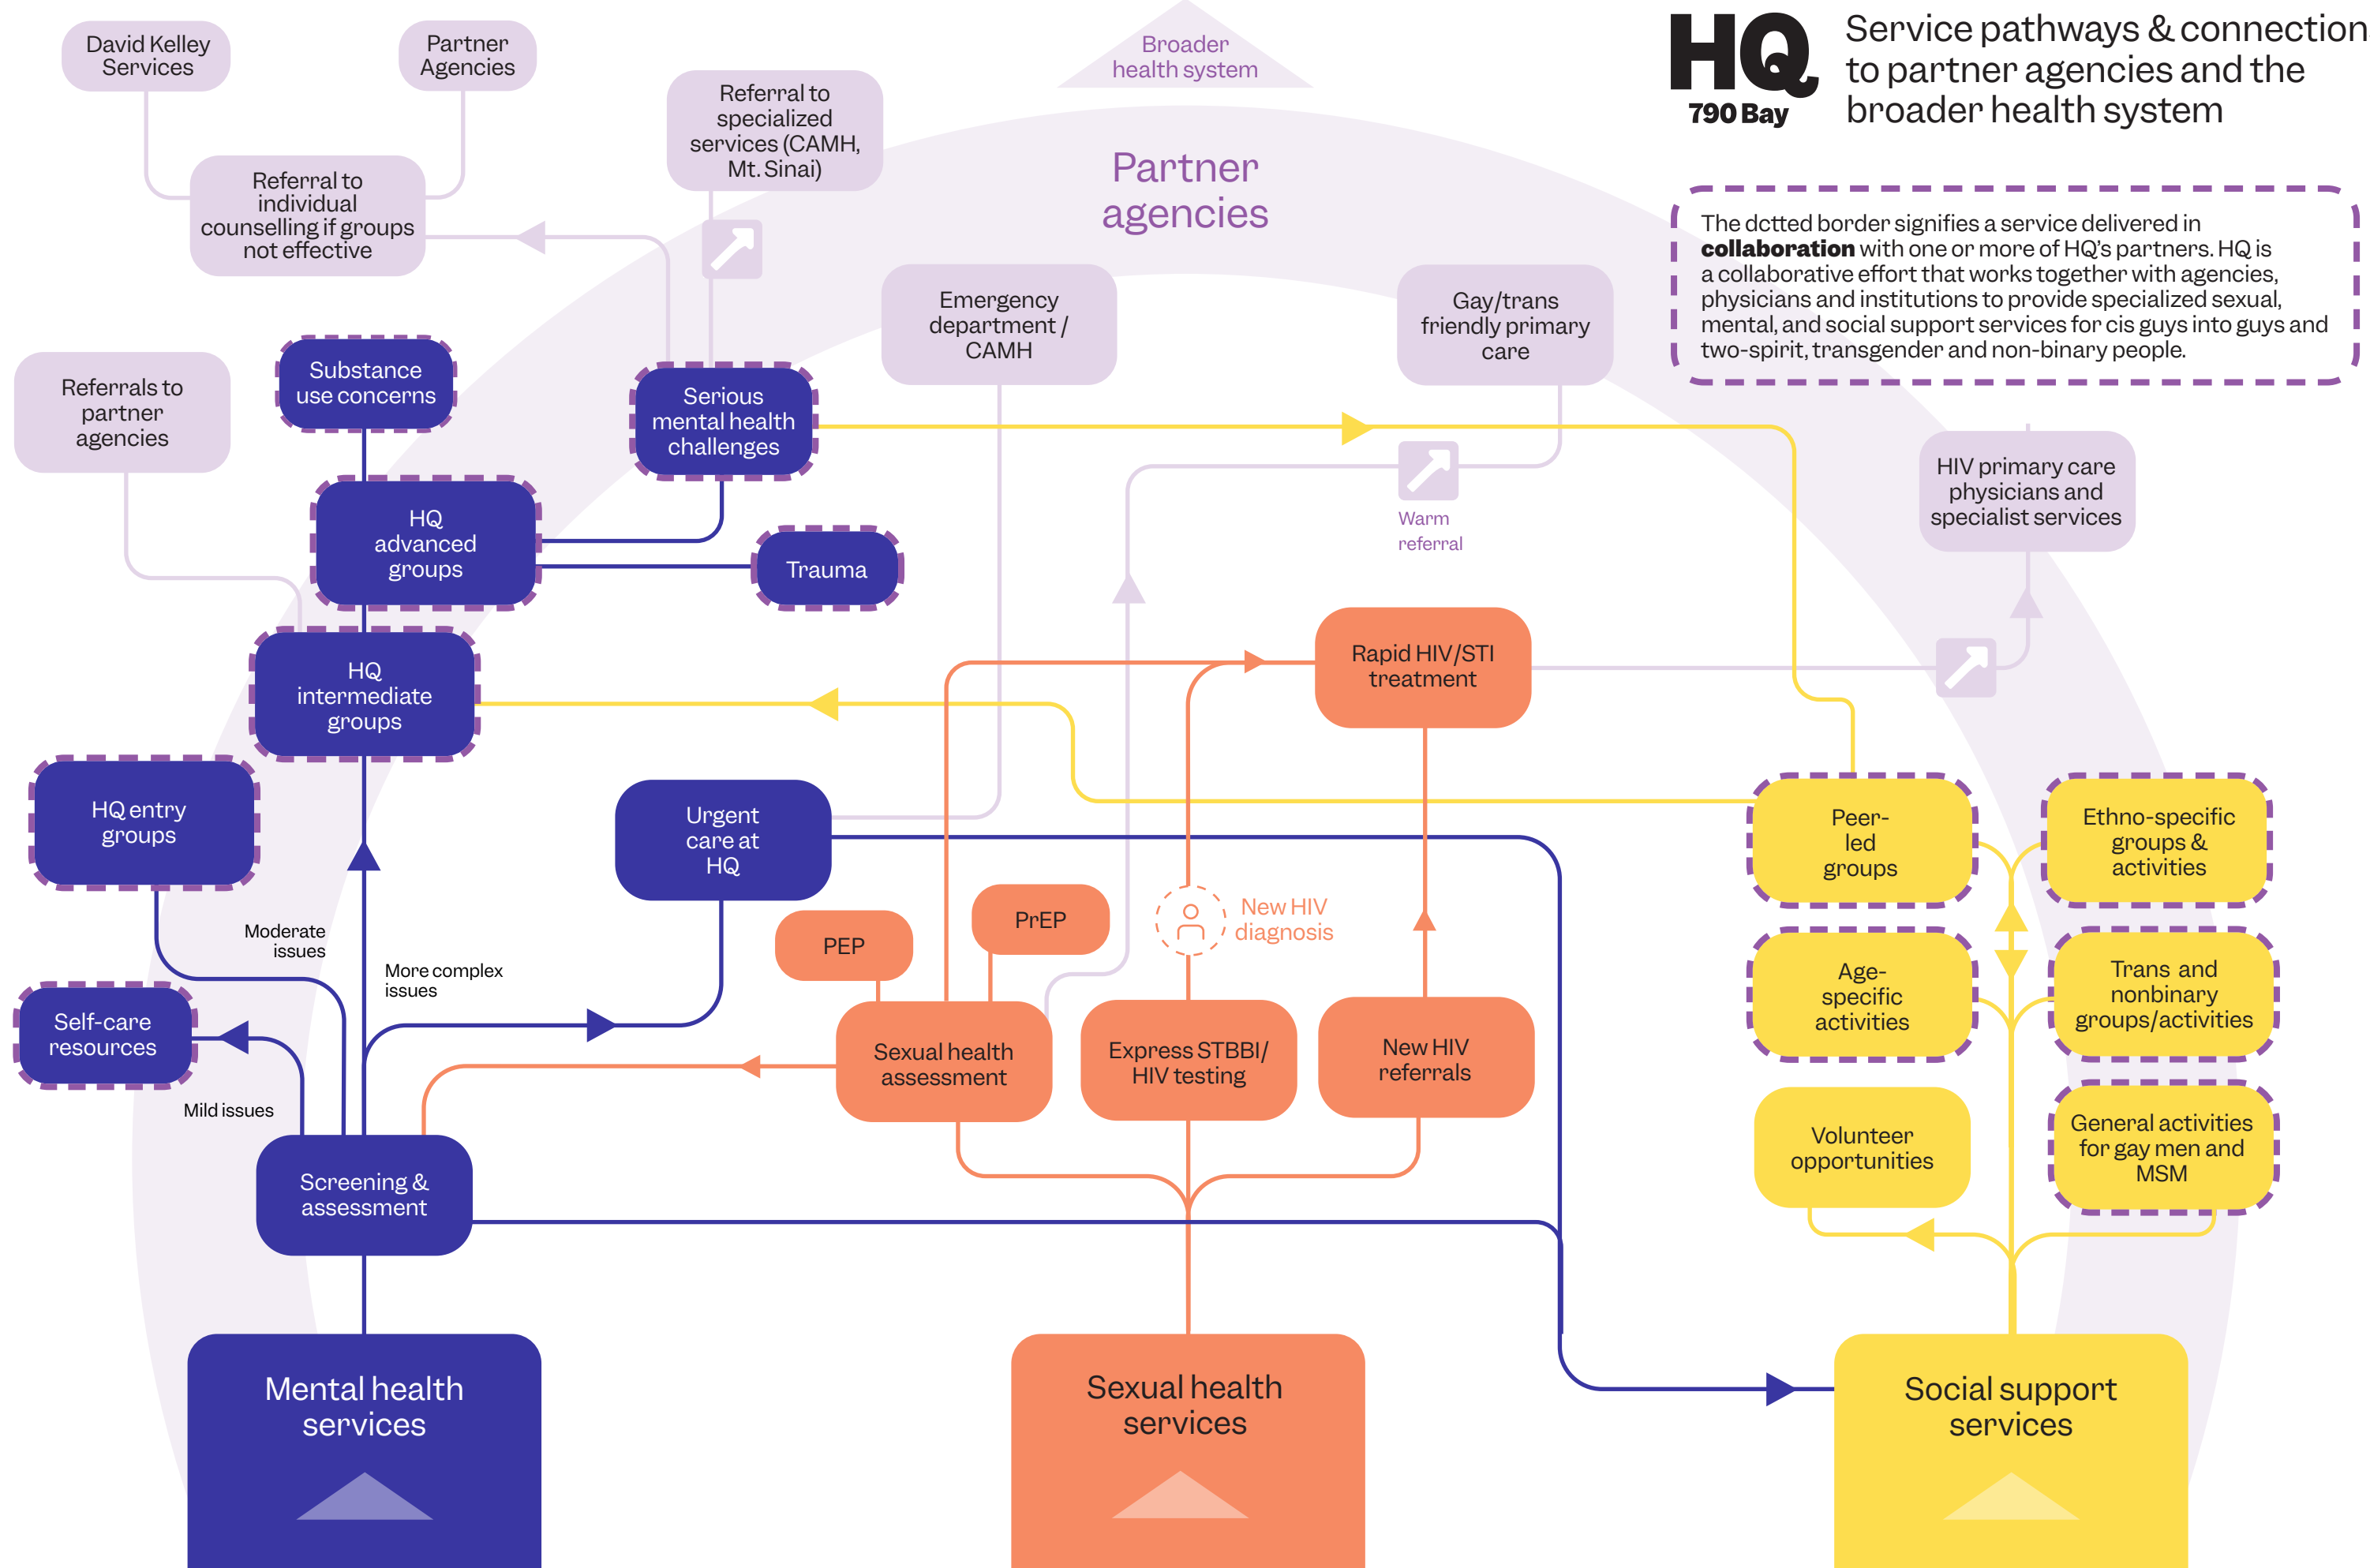 HQ
790 Bay
Service pathways & connection
to partner agencies and the
broader health system
The dctted border signifies a service delivered in
collaboration with one or more of HQ's partners. HQ is
a collaborative effort that works together with agencies,
physicians and institutions to provide specialized sexual,
mental, and social support services for cis guys into guys and
two-spirit, transgender and non-binary people.
Broader
health system
Partner
agencies
David Kelley
Services
Partner
Agencies
Referral to
individual
counselling if groups
not effective
Referral to
specialized
services (CAMH,
Mt. Sinai)
Emergency
department /
CAMH
Gay/trans
friendly primary
care
Warm
referral
HIV primary care
physicians and
specialist services
Referrals to
partner
agencies
Substance
use concerns
Serious
mental health
challenges
HQ
advanced
groups
Trauma
HQ
intermediate
groups
HQ entry
groups
Urgent
care at
HQ
Moderate
issues
More complex
issues
Self-care
resources
Mild issues
Screening &
assessment
Rapid HIV/STI
treatment
PEP
PrEP
New HIV
diagnosis
Sexual health
assessment
Express STBBI/
HIV testing
New HIV
referrals
Peer-
led
groups
Ethno-specific
groups &
activities
Age-
specific
activities
Trans and
nonbinary
groups/activities
Volunteer
opportunities
General activities
for gay men and
MSM
Mental health
services
Sexual health
services
Social support
services